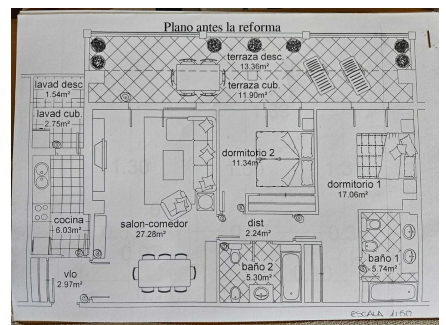 Plano antes la reforma
terraza desc.
13.36m²
terraza cub.
11.90m²
lavad desc
1.54m²
lavad cub.
2.75m²
dormitorio 2
11.34m²
dormitorio 1
17.06m²
cocina
6.03m²
salon-comedor
27.28m²
dist
2.24m²
baño 1
5.74m²
baño 2
5.30m²
vlo
2.97m²
ESCALA 1:50